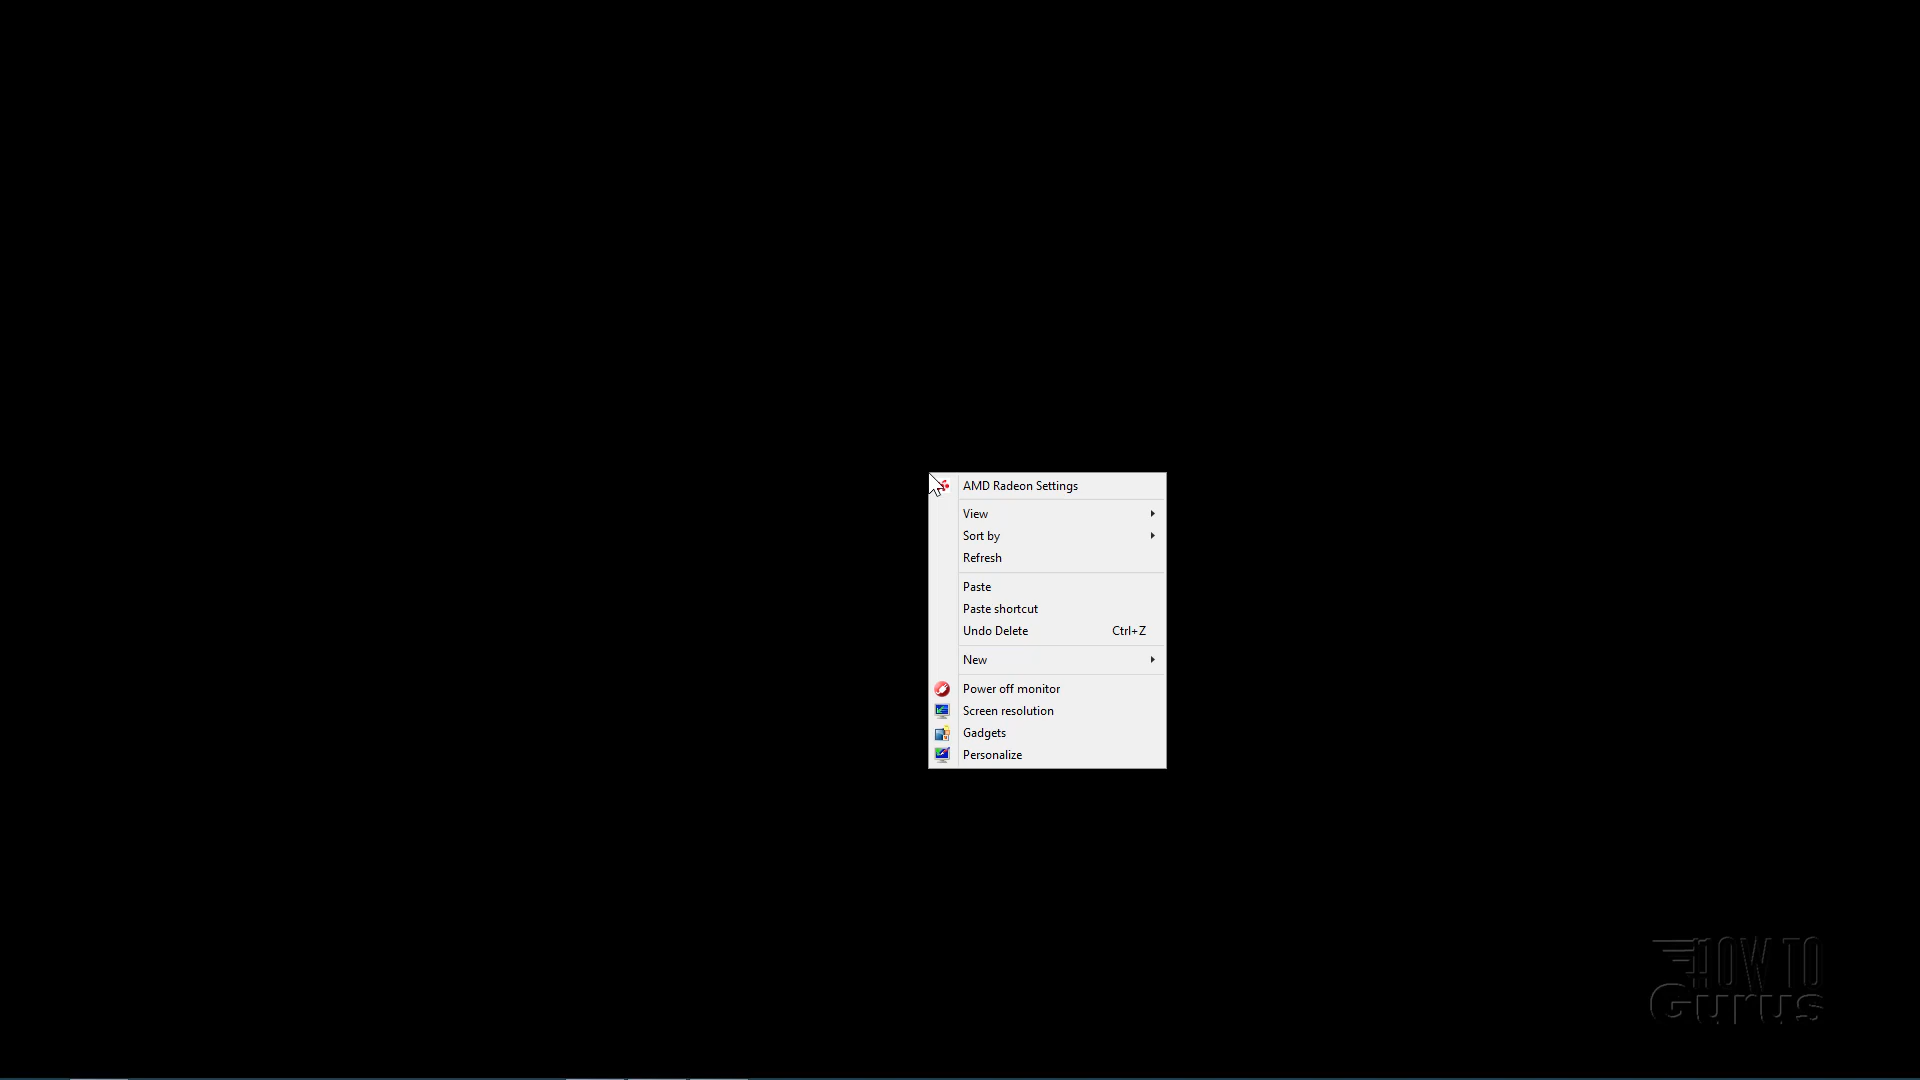 AMD Radeon Settings
View
Sort by
Refresh
Paste
Paste shortcut
Undo Delete Ctrl+Z
New
Power off monitor
Screen resolution
Gadgets
Personalize
HOW TO
Gurus